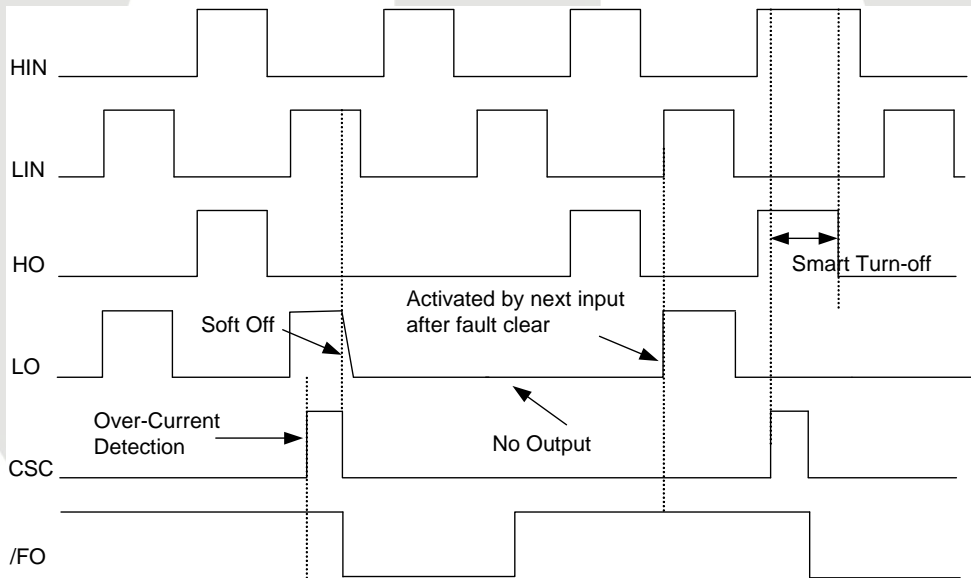 HIN
LIN
HO
Smart Turn-off
Activated by next input
after fault clear
Soft Off
LO
Over-Current
Detection
No Output
CSC
/FO